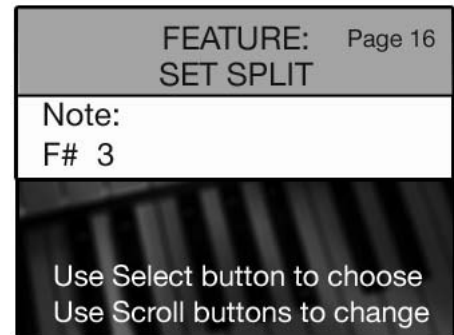 FEATURE: Page 16
SET SPLIT
Note:
F# 3
Use Select button to choose
Use Scroll buttons to change